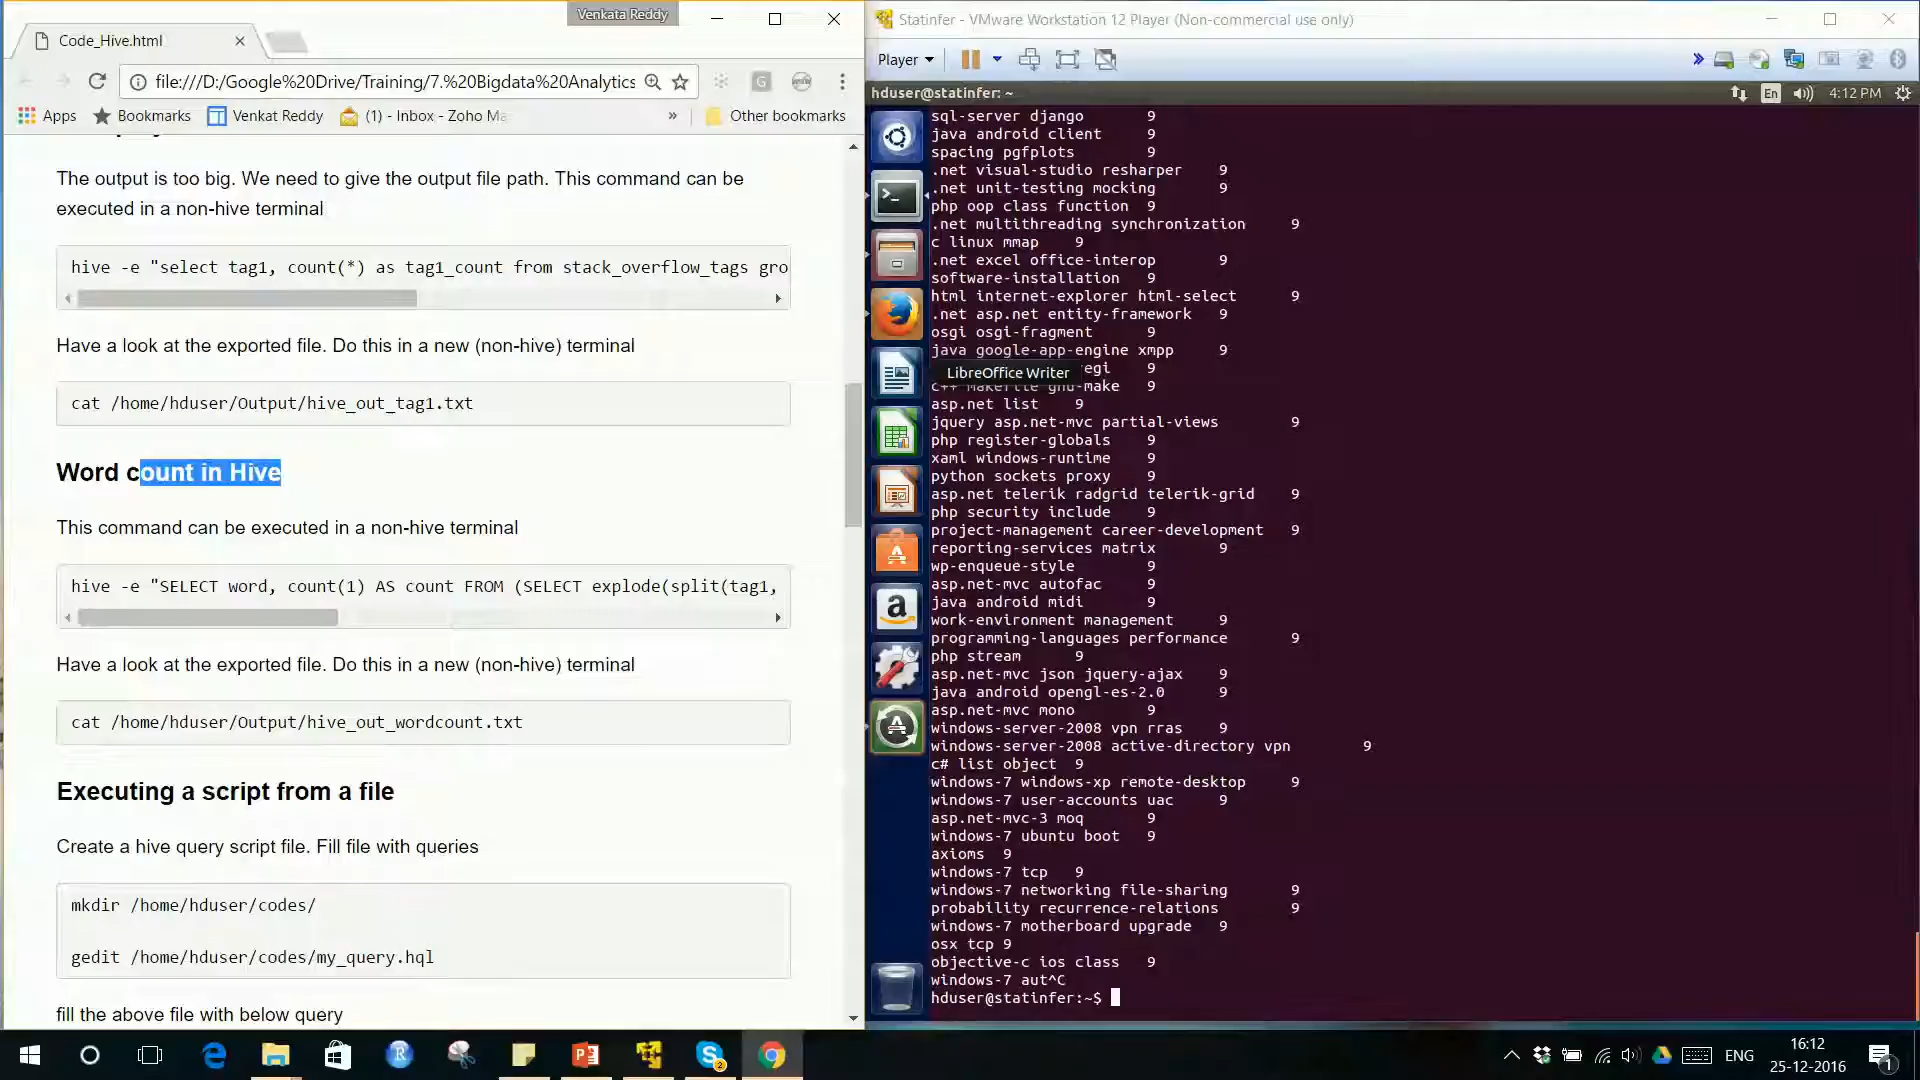 Venkata Reddy
Code_Hive.html
file:///D:/Google%20Drive/Training/7.%20Bigdata%20Analytics
Apps
Bookmarks
Venkat Reddy
(1) - Inbox - Zoho Ma
»
Other bookmarks
The output is too big. We need to give the output file path. This command can be
executed in a non-hive terminal
hive -e "select tag1, count(*) as tag1_count from stack_overflow_tags gro
Have a look at the exported file. Do this in a new (non-hive) terminal
cat /home/hduser/Output/hive_out_tag1.txt
Word count in Hive
This command can be executed in a non-hive terminal
hive -e "SELECT word, count(1) AS count FROM (SELECT explode(split(tag1,
Have a look at the exported file. Do this in a new (non-hive) terminal
cat /home/hduser/Output/hive_out_wordcount.txt
Executing a script from a file
Create a hive query script file. Fill file with queries
mkdir /home/hduser/codes/
gedit /home/hduser/codes/my_query.hql
fill the above file with below query
Statinfer - VMware Workstation 12 Player (Non-commercial use only)
Player
hduser@statinfer: ~
En
4:12 PM
sql-server django 9
java android client 9
spacing pgfplots 9
.net visual-studio resharper 9
.net unit-testing mocking 9
php oop class function 9
.net multithreading synchronization 9
c linux mmap 9
.net excel office-interop 9
software-installation 9
html internet-explorer html-select 9
.net asp.net entity-framework 9
osgi osgi-fragment 9
java google-app-engine xmpp 9
LibreOffice Writer
egi 9
c++ makefile gnu-make 9
asp.net list 9
jquery asp.net-mvc partial-views 9
php register-globals 9
xaml windows-runtime 9
python sockets proxy 9
asp.net telerik radgrid telerik-grid 9
php security include 9
project-management career-development 9
reporting-services matrix 9
wp-enqueue-style 9
asp.net-mvc autofac 9
java android midi 9
work-environment management 9
programming-languages performance 9
php stream 9
asp.net-mvc json jquery-ajax 9
java android opengl-es-2.0 9
asp.net-mvc mono 9
windows-server-2008 vpn rras 9
windows-server-2008 active-directory vpn 9
c# list object 9
windows-7 windows-xp remote-desktop 9
windows-7 user-accounts uac 9
asp.net-mvc-3 moq 9
windows-7 ubuntu boot 9
axioms 9
windows-7 tcp 9
windows-7 networking file-sharing 9
probability recurrence-relations 9
windows-7 motherboard upgrade 9
osx tcp 9
objective-c ios class 9
windows-7 aut^C
hduser@statinfer:~$
ENG
16:12
25-12-2016